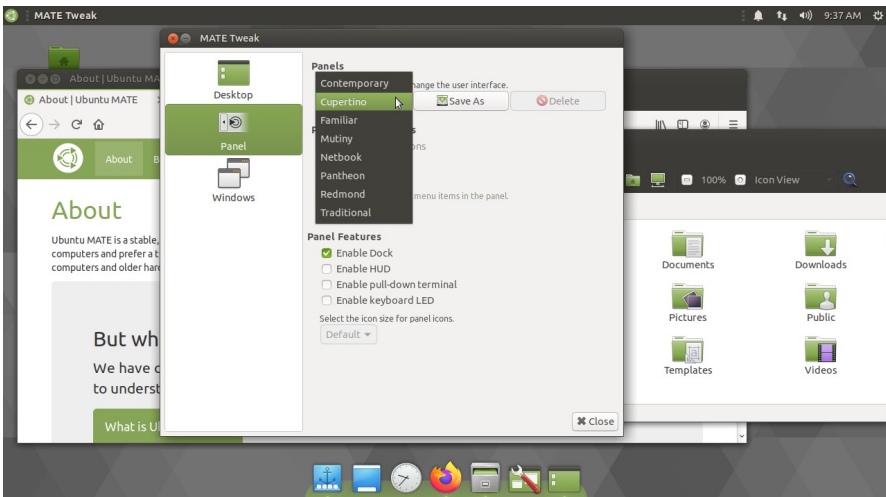 MATE Tweak
9:37 AM
MATE Tweak
About | Ubuntu MA
About | Ubuntu MATE
About
About
Ubuntu MATE is a stable,
computers and prefer a
computers and older
But
We have
to underst
What is
Desktop
Panel
Windows
Panels
hange the user interface.
Contemporary
Cupertino
Familiar
Mutiny
Netbook
Pantheon
Redmond
Traditional
Save As
Delete
ons
menu items in the panel.
Panel Features
Enable Dock
Enable HUD
Enable pull-down terminal
Enable keyboard LED
Select the icon size for panel icons.
Default
Close
100%
Icon View
Documents
Downloads
Pictures
Public
Templates
Videos